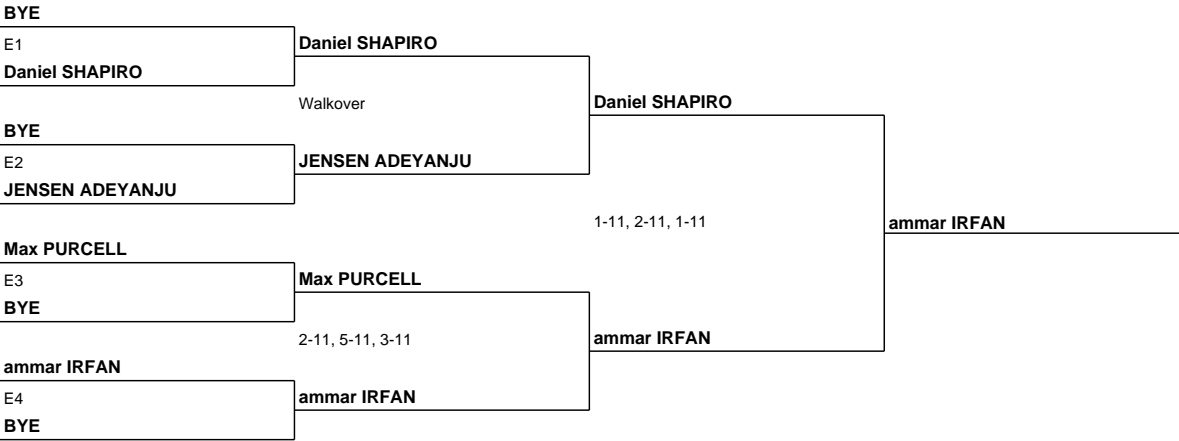 BYE
E1
Daniel SHAPIRO
Daniel SHAPIRO
Walkover
Daniel SHAPIRO
BYE
E2
JENSEN ADEYANJU
JENSEN ADEYANJU
1-11, 2-11, 1-11
ammar IRFAN
Max PURCELL
E3
BYE
Max PURCELL
2-11, 5-11, 3-11
ammar IRFAN
ammar IRFAN
E4
BYE
ammar IRFAN